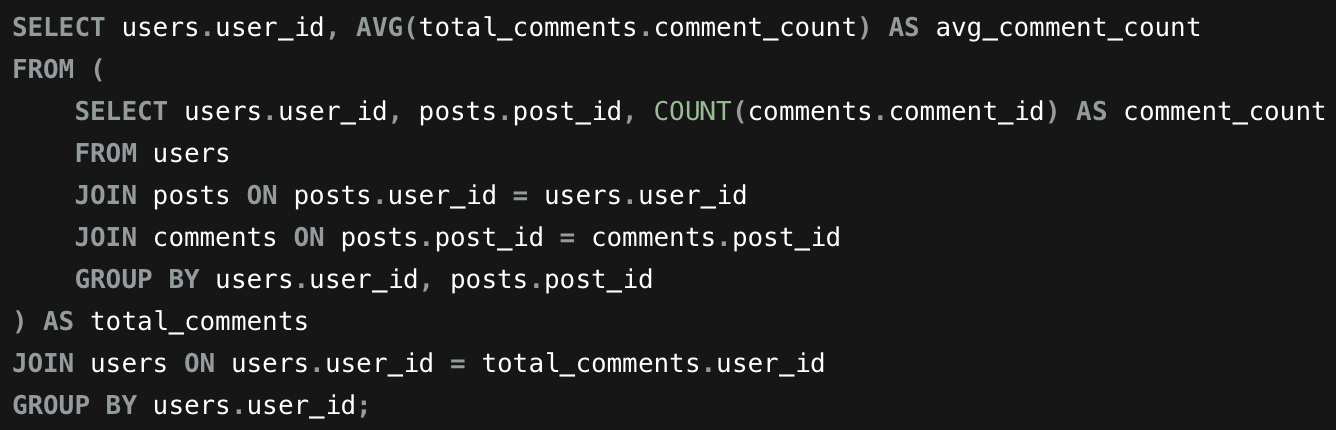 SELECT users.user_id, AVG(total_comments.comment_count) AS avg_comment_count
FROM (
    SELECT users.user_id, posts.post_id, COUNT(comments.comment_id) AS comment_count
    FROM users
    JOIN posts ON posts.user_id = users.user_id
    JOIN comments ON posts.post_id = comments.post_id
    GROUP BY users.user_id, posts.post_id
) AS total_comments
JOIN users ON users.user_id = total_comments.user_id
GROUP BY users.user_id;